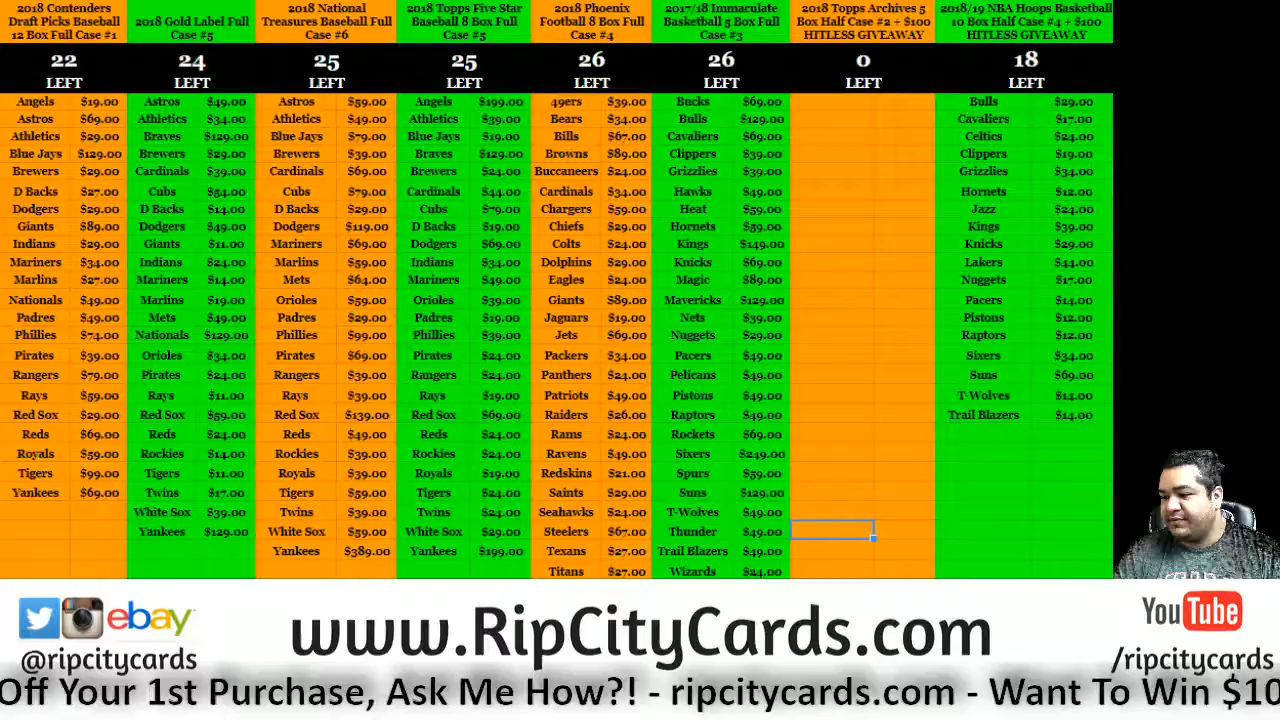 2018 Contenders
Draft Picks Baseball
12 Box Full Case #1
22
LEFT
Angels $19.00
Astros $69.00
Athletics $29.00
Blue Jays $129.00
Brewers $29.00
D Backs $27.00
Dodgers $29.00
Giants $89.00
Indians $29.00
Mariners $34.00
Marlins $27.00
Nationals $49.00
Padres $49.00
Phillies $74.00
Pirates $39.00
Rangers $79.00
Rays $59.00
Red Sox $29.00
Reds $69.00
Royals $59.00
Tigers $99.00
Yankees $69.00
2018 Gold Label Full
Case #5
24
LEFT
Astros $49.00
Athletics $34.00
Braves $129.00
Brewers $29.00
Cardinals $39.00
Cubs $54.00
D Backs $14.00
Dodgers $49.00
Giants $11.00
Indians $24.00
Mariners $14.00
Marlins $19.00
Mets $49.00
Nationals $129.00
Orioles $34.00
Pirates $24.00
Rays $11.00
Red Sox $59.00
Reds $24.00
Rockies $14.00
Tigers $11.00
Twins $17.00
White Sox $39.00
Yankees $129.00
2018 National
Treasures Baseball Full
Case #6
25
LEFT
Astros $59.00
Athletics $49.00
Blue Jays $79.00
Brewers $39.00
Cardinals $69.00
Cubs $79.00
D Backs $29.00
Dodgers $119.00
Mariners $69.00
Marlins $59.00
Mets $64.00
Orioles $59.00
Padres $29.00
Phillies $99.00
Pirates $69.00
Rangers $39.00
Rays $39.00
Red Sox $139.00
Reds $49.00
Rockies $39.00
Royals $39.00
Tigers $59.00
Twins $39.00
White Sox $59.00
Yankees $389.00
2018 Topps Five Star
Baseball 8 Box Full
Case #5
25
LEFT
Angels $199.00
Athletics $39.00
Blue Jays $19.00
Braves $129.00
Brewers $24.00
Cardinals $44.00
Cubs $79.00
D Backs $19.00
Dodgers $69.00
Indians $34.00
Mariners $49.00
Orioles $39.00
Padres $19.00
Phillies $39.00
Pirates $24.00
Rangers $24.00
Rays $19.00
Red Sox $69.00
Reds $24.00
Rockies $24.00
Royals $19.00
Tigers $24.00
Twins $24.00
White Sox $29.00
Yankees $199.00
2018 Phoenix
Football 8 Box Full
Case #4
26
LEFT
49ers $39.00
Bears $34.00
Bills $67.00
Browns $89.00
Buccaneers $24.00
Cardinals $34.00
Chargers $59.00
Chiefs $29.00
Colts $24.00
Dolphins $29.00
Eagles $24.00
Giants $89.00
Jaguars $19.00
Jets $69.00
Packers $34.00
Panthers $24.00
Patriots $49.00
Raiders $26.00
Rams $24.00
Ravens $49.00
Redskins $21.00
Saints $29.00
Seahawks $24.00
Steelers $67.00
Texans $27.00
Titans $27.00
2017/18 Immaculate
Basketball 5 Box Full
Case #3
26
LEFT
Bucks $69.00
Bulls $129.00
Cavaliers $69.00
Clippers $39.00
Grizzlies $39.00
Hawks $49.00
Heat $59.00
Hornets $59.00
Kings $149.00
Knicks $69.00
Magic $89.00
Mavericks $129.00
Nets $39.00
Nuggets $29.00
Pacers $49.00
Pelicans $49.00
Pistons $49.00
Raptors $49.00
Rockets $69.00
Sixers $249.00
Spurs $59.00
Suns $129.00
T-Wolves $49.00
Thunder $49.00
Trail Blazers $49.00
Wizards $24.00
2018 Topps Archives 5
Box Half Case #2 + $100
HITLESS GIVEAWAY
0
LEFT
2018/19 NBA Hoops Basketball
10 Box Half Case #4 + $100
HITLESS GIVEAWAY
18
LEFT
Bulls $29.00
Cavaliers $17.00
Celtics $24.00
Clippers $19.00
Grizzlies $34.00
Hornets $12.00
Jazz $24.00
Kings $39.00
Knicks $29.00
Lakers $44.00
Nuggets $17.00
Pacers $14.00
Pistons $12.00
Raptors $12.00
Sixers $34.00
Suns $69.00
T-Wolves $14.00
Trail Blazers $14.00
ebay
@ripcitycards
www.RipCityCards.com
YouTube
/ripcitycards
Off Your 1st Purchase, Ask Me How?! - ripcitycards.com - Want To Win $10